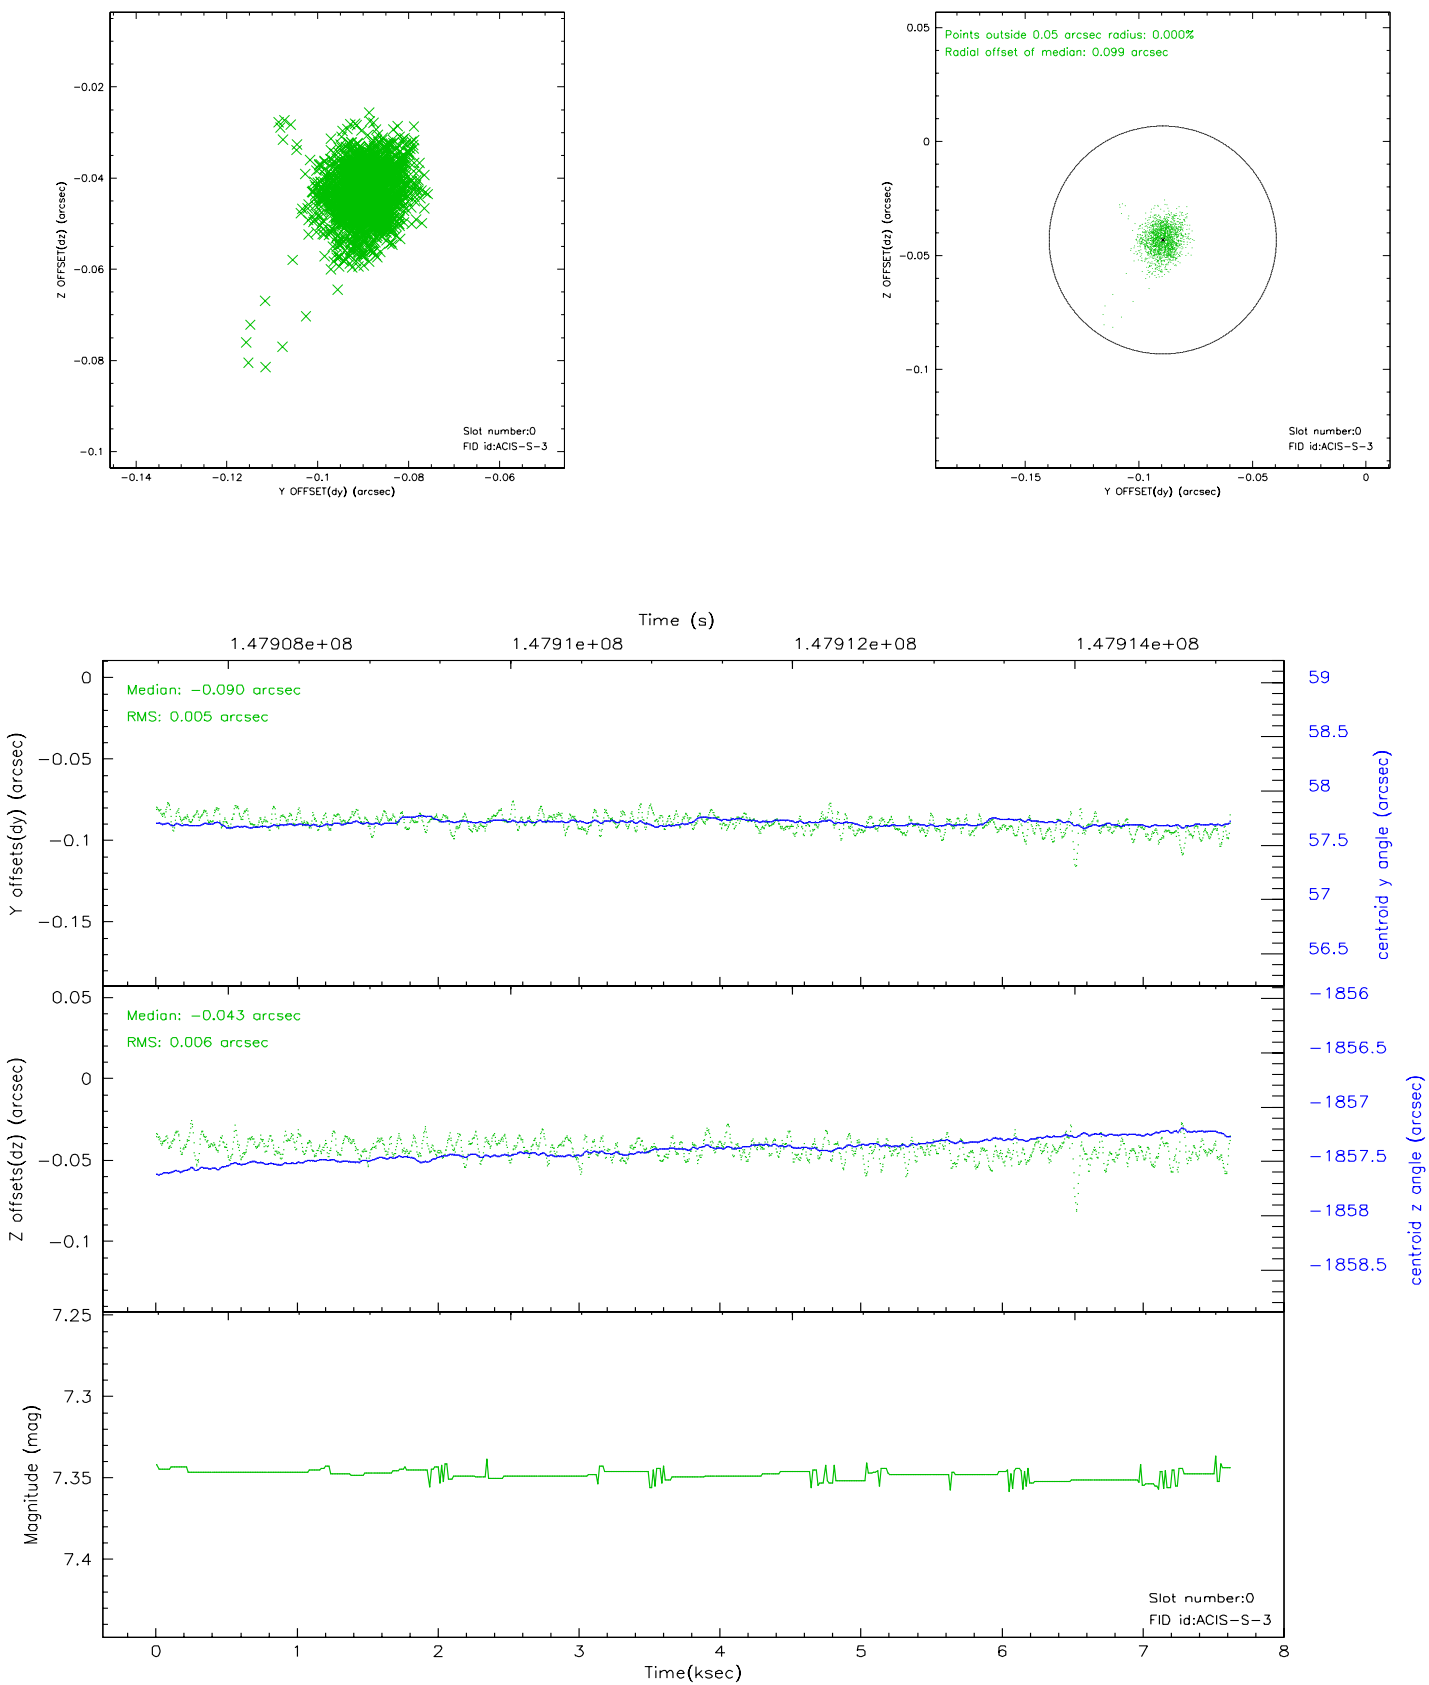 -0.02
-0.04
-0.06
-0.08
-0.1
Z OFFSET(dz) (arcsec)
Slot number:0
FID id:ACIS-S-3
-0.14
-0.12
-0.1
-0.08
-0.06
Y OFFSET(dy) (arcsec)
0.05
0
-0.05
-0.1
Z OFFSET(dz) (arcsec)
Points outside 0.05 arcsec radius: 0.000%
Radial offset of median: 0.099 arcsec
Slot number:0
FID id:ACIS-S-3
-0.15
-0.1
-0.05
0
Y OFFSET(dy) (arcsec)
Time (s)
1.47908e+08
1.4791e+08
1.47912e+08
1.47914e+08
0
-0.05
-0.1
-0.15
Y offsets(dy) (arcsec)
Median: -0.090 arcsec
RMS: 0.005 arcsec
59
58.5
58
57.5
57
56.5
centroid y angle (arcsec)
0.05
0
-0.05
-0.1
Z offsets(dz) (arcsec)
Median: -0.043 arcsec
RMS: 0.006 arcsec
-1856
-1856.5
-1857
-1857.5
-1858
-1858.5
centroid z angle (arcsec)
7.25
7.3
7.35
7.4
Magnitude (mag)
Slot number:0
FID id:ACIS-S-3
0
1
2
3
4
5
6
7
8
Time(ksec)